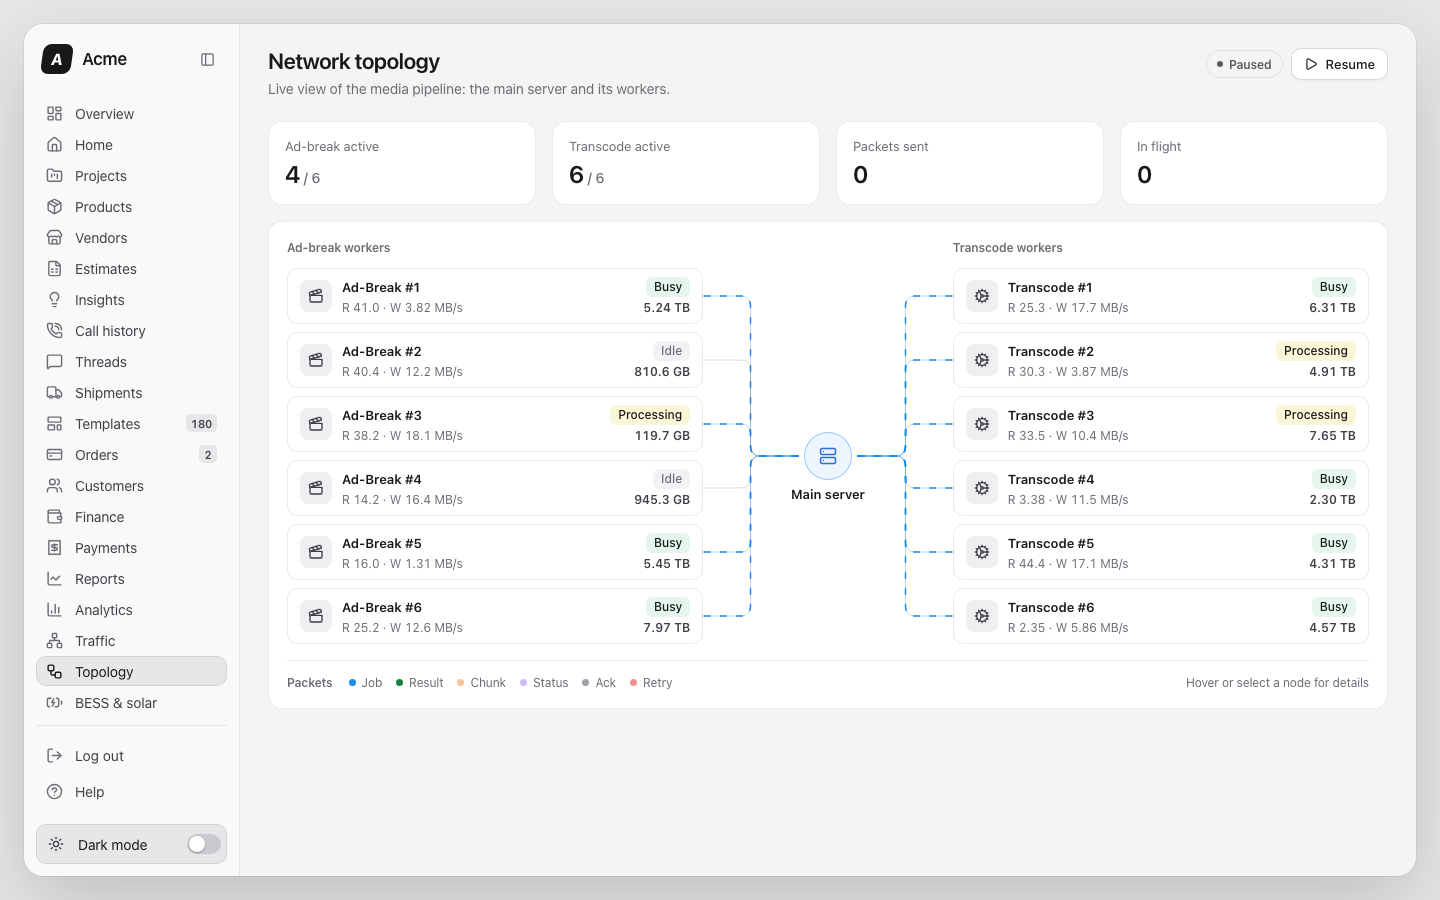 A Acme
Overview
Home
Projects
Products
Vendors
Estimates
Insights
Call history
Threads
Shipments
Templates 180
Orders 2
Customers
Finance
Payments
Reports
Analytics
Traffic
Topology
BESS & solar
Log out
Help
Dark mode
Network topology
Live view of the media pipeline: the main server and its workers.
Paused
Resume
Ad-break active
4 / 6
Transcode active
6 / 6
Packets sent
0
In flight
0
Ad-break workers
Ad-Break #1 Busy
R 41.0 · W 3.82 MB/s 5.24 TB
Ad-Break #2 Idle
R 40.4 · W 12.2 MB/s 810.6 GB
Ad-Break #3 Processing
R 38.2 · W 18.1 MB/s 119.7 GB
Ad-Break #4 Idle
R 14.2 · W 16.4 MB/s 945.3 GB
Ad-Break #5 Busy
R 16.0 · W 1.31 MB/s 5.45 TB
Ad-Break #6 Busy
R 25.2 · W 12.6 MB/s 7.97 TB
Main server
Transcode workers
Transcode #1 Busy
R 25.3 · W 17.7 MB/s 6.31 TB
Transcode #2 Processing
R 30.3 · W 3.87 MB/s 4.91 TB
Transcode #3 Processing
R 33.5 · W 10.4 MB/s 7.65 TB
Transcode #4 Busy
R 3.38 · W 11.5 MB/s 2.30 TB
Transcode #5 Busy
R 44.4 · W 17.1 MB/s 4.31 TB
Transcode #6 Busy
R 2.35 · W 5.86 MB/s 4.57 TB
Packets Job Result Chunk Status Ack Retry
Hover or select a node for details